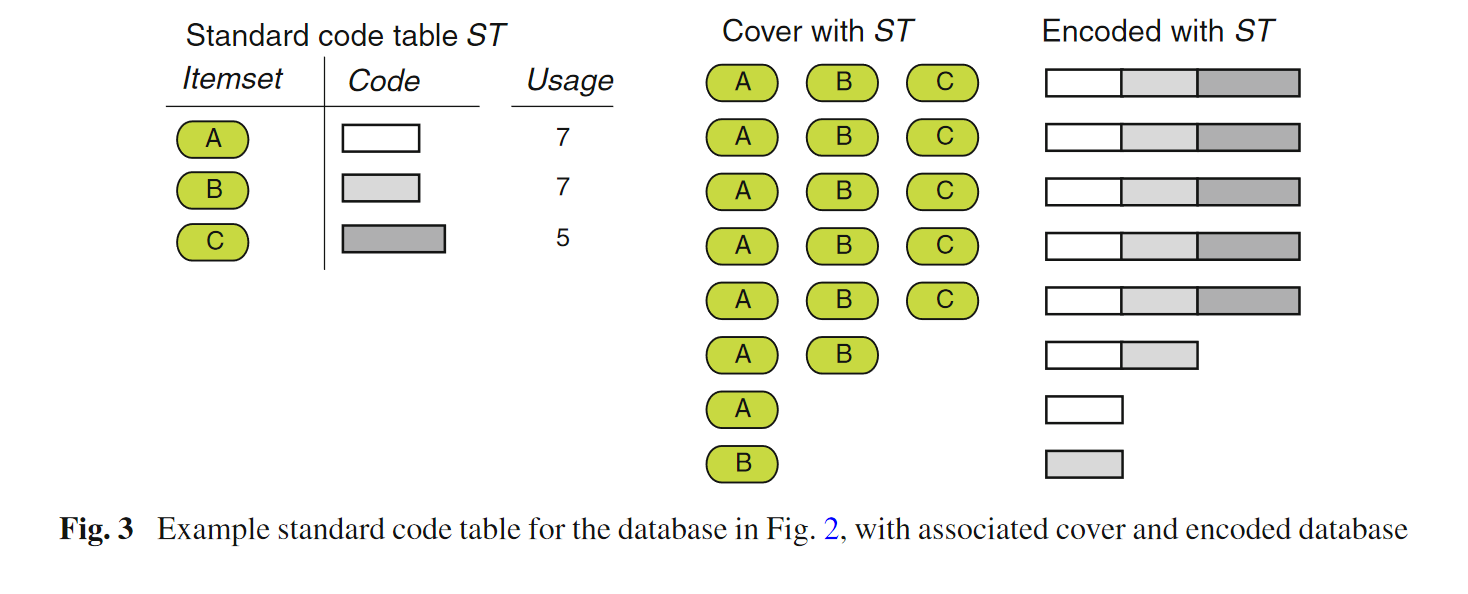 Standard code table ST
Itemset Code Usage
A 7
B 7
C 5
Cover with ST
A B C
A B C
A B C
A B C
A B C
A B
A
B
Encoded with ST
Fig. 3 Example standard code table for the database in Fig. 2, with associated cover and encoded database